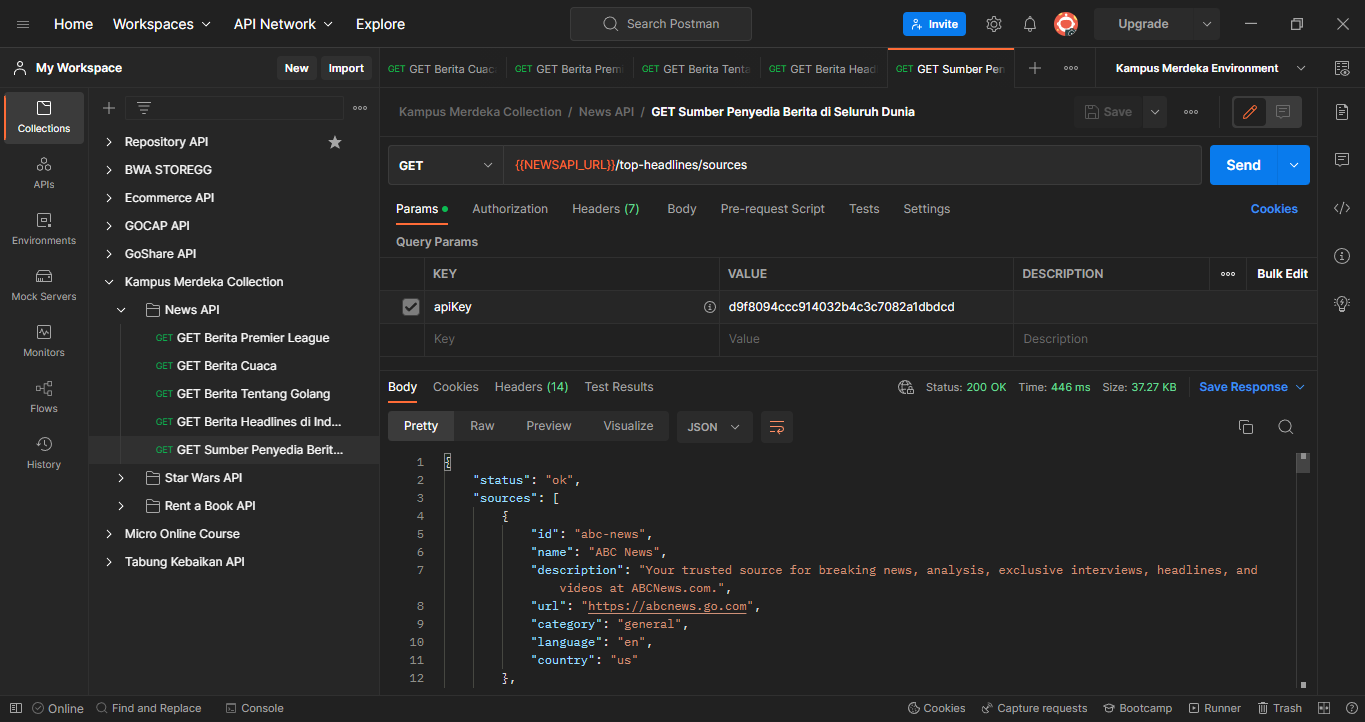 Home Workspaces API Network Explore Search Postman Invite Upgrade
My Workspace New Import
GET GET Berita Cuac GET GET Berita Prem GET GET Berita Tenta GET GET Berita Head GET GET Sumber Pen Kampus Merdeka Environment
Collections
APIs
Environments
Mock Servers
Monitors
Flows
History
Repository API
BWA STOREGG
Ecommerce API
GOCAP API
GoShare API
Kampus Merdeka Collection
News API
GET GET Berita Premier League
GET GET Berita Cuaca
GET GET Berita Tentang Golang
GET GET Berita Headlines di Ind...
GET GET Sumber Penyedia Berit...
Star Wars API
Rent a Book API
Micro Online Course
Tabung Kebaikan API
Kampus Merdeka Collection / News API / GET Sumber Penyedia Berita di Seluruh Dunia Save
GET {{NEWSAPI_URL}}/top-headlines/sources Send
Params Authorization Headers (7) Body Pre-request Script Tests Settings Cookies
Query Params
KEY VALUE DESCRIPTION Bulk Edit
apiKey d9f8094ccc914032b4c3c7082a1dbdcd
Key Value Description
Body Cookies Headers (14) Test Results Status: 200 OK Time: 446 ms Size: 37.27 KB Save Response
Pretty Raw Preview Visualize JSON
1 {
2 "status": "ok",
3 "sources": [
4 {
5 "id": "abc-news",
6 "name": "ABC News",
7 "description": "Your trusted source for breaking news, analysis, exclusive interviews, headlines, and
videos at ABCNews.com.",
8 "url": "https://abcnews.go.com",
9 "category": "general",
10 "language": "en",
11 "country": "us"
12 },
Online Find and Replace Console Cookies Capture requests Bootcamp Runner Trash